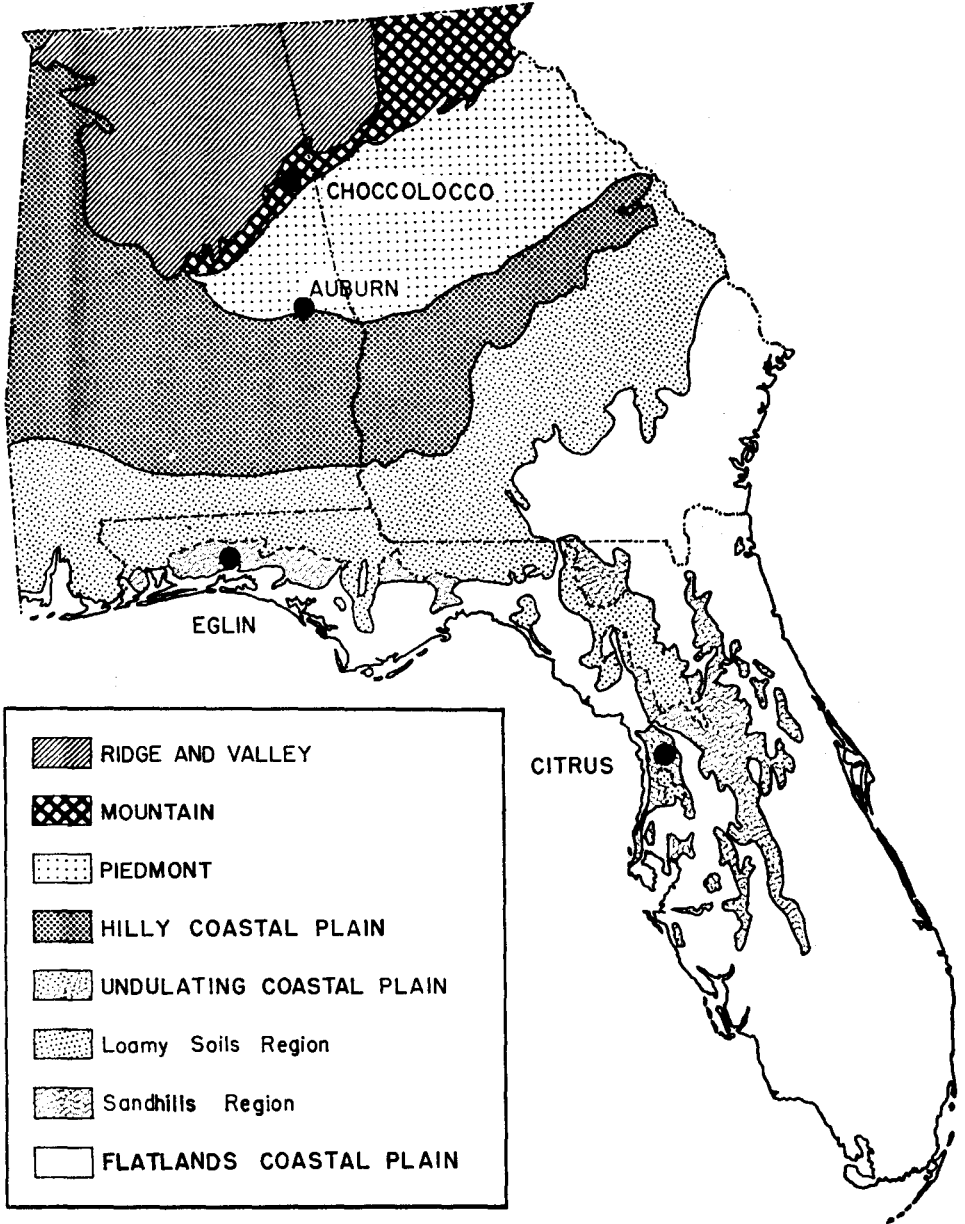 CHOCCOLOCCO
AUBURN
EGLIN
CITRUS
RIDGE AND VALLEY
MOUNTAIN
PIEDMONT
HILLY COASTAL PLAIN
UNDULATING COASTAL PLAIN
Loamy Soils Region
Sandhills Region
FLATLANDS COASTAL PLAIN